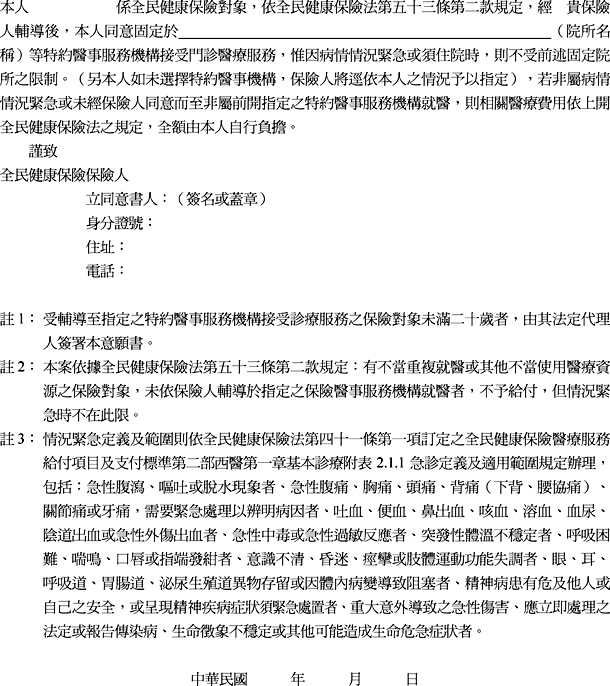 本人　　　　　係全民健康保險對象，依全民健康保險法第五十三條第二款規定，經　貴保險
人輔導後，本人同意固定於＿＿＿＿＿＿＿＿＿＿＿＿＿＿＿＿＿＿＿＿＿＿＿＿＿（院所名
稱）等特約醫事服務機構接受門診醫療服務，惟因病情情況緊急或須住院時，則不受前述固定院
所之限制。（另本人如未選擇特約醫事機構，保險人將逕依本人之情況予以指定），若非屬病情
情況緊急或未經保險人同意而至非屬前開指定之特約醫事服務機構就醫，則相關醫療費用依上開
全民健康保險法之規定，全額由本人自行負擔。
謹致
全民健康保險保險人
立同意書人：（簽名或蓋章）
身分證號：
住址：
電話：
註 1：受輔導至指定之特約醫事服務機構接受診療服務之保險對象未滿二十歲者，由其法定代理
人簽署本意願書。
註 2：本案依據全民健康保險法第五十三條第二款規定：有不當重複就醫或其他不當使用醫療資
源之保險對象，未依保險人輔導於指定之保險醫事服務機構就醫者，不予給付，但情況緊
急時不在此限。
註 3：情況緊急定義及範圍則依全民健康保險法第四十一條第一項訂定之全民健康保險醫療服務
給付項目及支付標準第二部西醫第一章基本診療附表 2.1.1 急診定義及適用範圍規定辦理，
包括：急性腹瀉、嘔吐或脫水現象者、急性腹痛、胸痛、頭痛、背痛（下背、腰協痛）、
關節痛或牙痛，需要緊急處理以辨明病因者、吐血、便血、鼻出血、咳血、溶血、血尿、
陰道出血或急性外傷出血者、急性中毒或急性過敏反應者、突發性體溫不穩定者、呼吸困
難、喘鳴、口唇或指端發紺者、意識不清、昏迷、痙攣或肢體運動功能失調者、眼、耳、
呼吸道、胃腸道、泌尿生殖道異物存留或因體內病變導致阻塞者、精神病患有危及他人或
自己之安全，或呈現精神疾病症狀須緊急處置者、重大意外導致之急性傷害、應立即處理之
法定或報告傳染病、生命徵象不穩定或其他可能造成生命危急症狀者。
中華民國　　　年　　　月　　　日